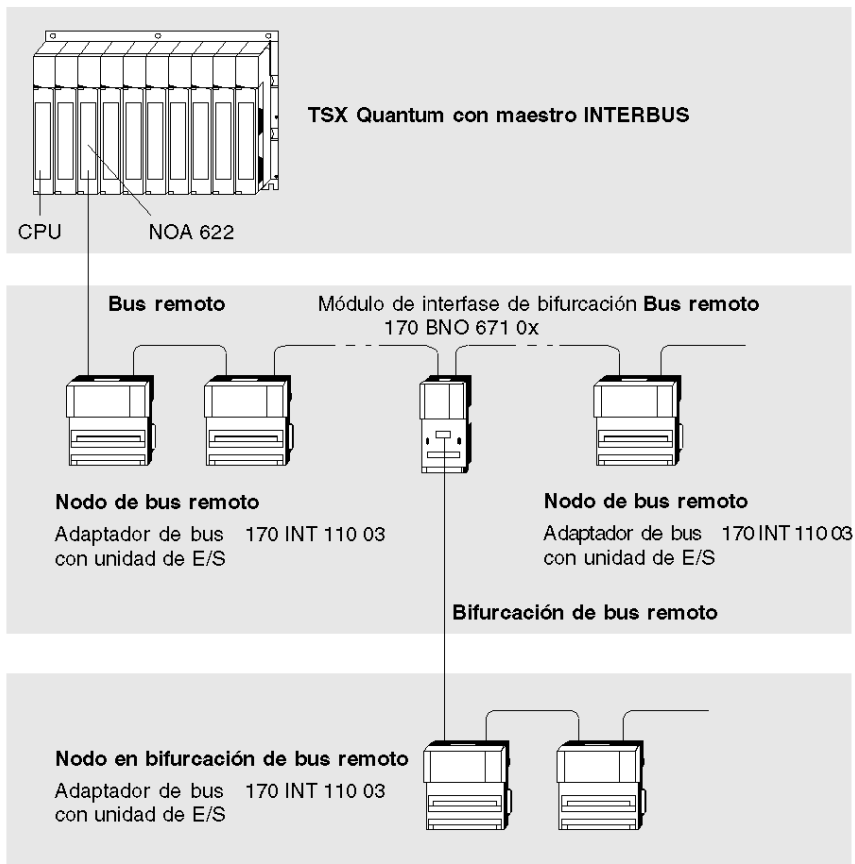 TSX Quantum con maestro INTERBUS
CPU
NOA 622
Bus remoto
Módulo de interfase de bifurcación
170 BNO 671 0x
Bus remoto
Nodo de bus remoto
Adaptador de bus 170 INT 110 03
con unidad de E/S
Nodo de bus remoto
Adaptador de bus 170 INT 110 03
con unidad de E/S
Bifurcación de bus remoto
Nodo en bifurcación de bus remoto
Adaptador de bus 170 INT 110 03
con unidad de E/S